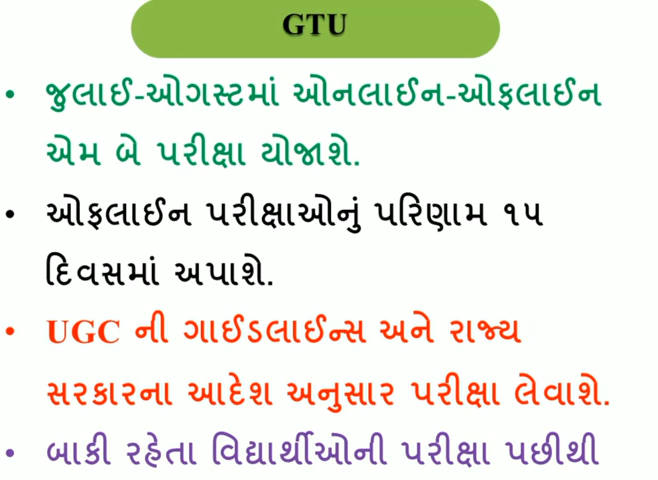 GTU
• જુલાઈ-ઓગસ્ટમાં ઓનલાઈન-ઓફલાઈન
એમ બે પરીક્ષા યોજાશે.
• ઓફલાઈન પરીક્ષાઓનું પરિણામ ૧૫
દિવસમાં અપાશે.
• UGC ની ગાઈડલાઈન્સ અને રાજ્ય
સરકારના આદેશ અનુસાર પરીક્ષા લેવાશે.
• બાકી રહેતા વિદ્યાર્થીઓની પરીક્ષા પછીથી